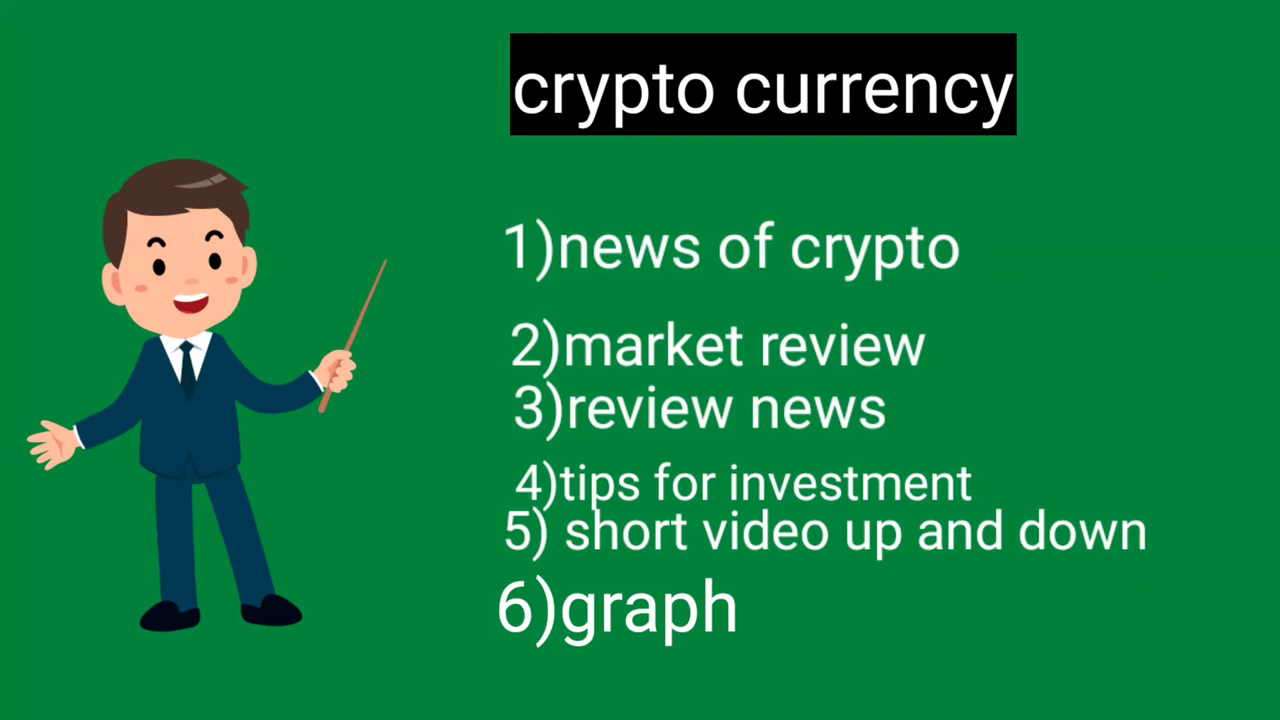 crypto currency
1)news of crypto
2)market review
3)review news
4)tips for investment
5) short video up and down
6)graph